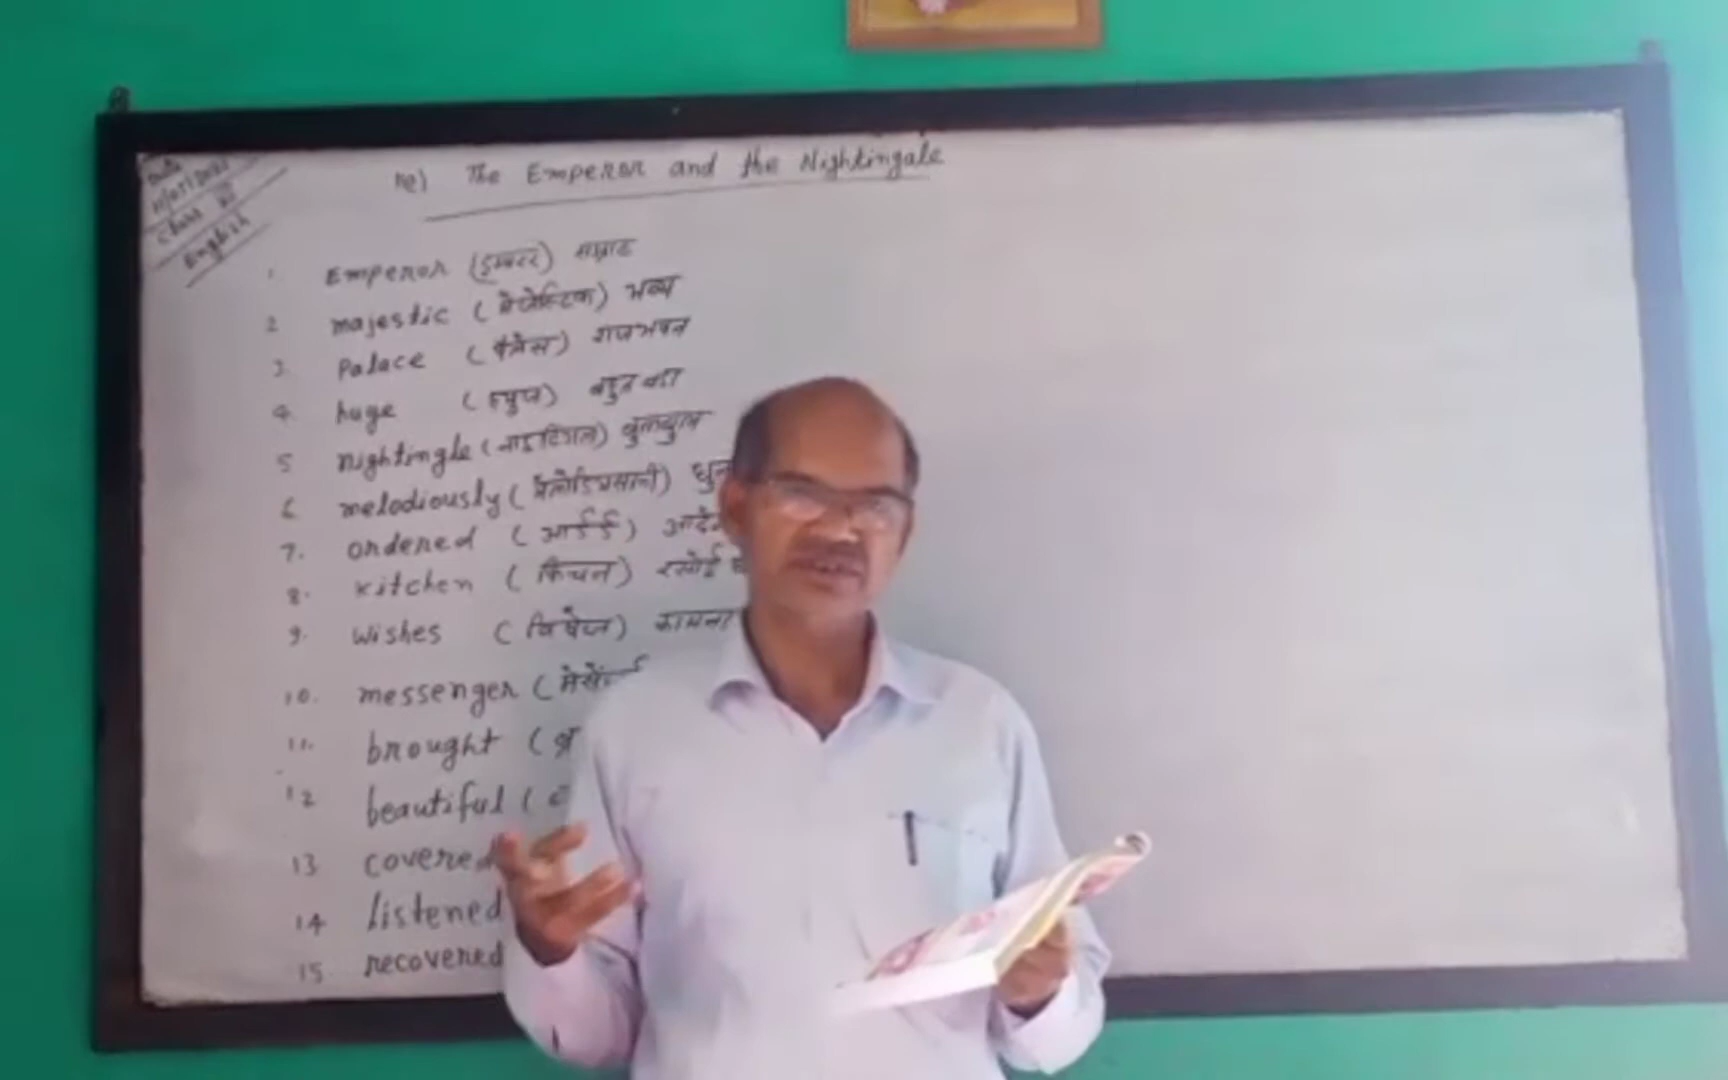 Date
Class
English
The Emperor and the Nightingale
1. Emperor (इम्परर) सम्राट
2. majestic (मेजेस्टिक) भव्य
3. Palace (पैलेस) राजभवन
4. huge (ह्युज) बहुत बड़ा
5. nightingle (नाइटिंगल) बुलबुल
6. melodiously
7. ordered (आर्डर्ड)
8. kitchen (किचन) रसोई
9. wishes (विषेज) कामना
10. messenger
11. brought
12. beautiful
13. covered
14. listened
15. recovered